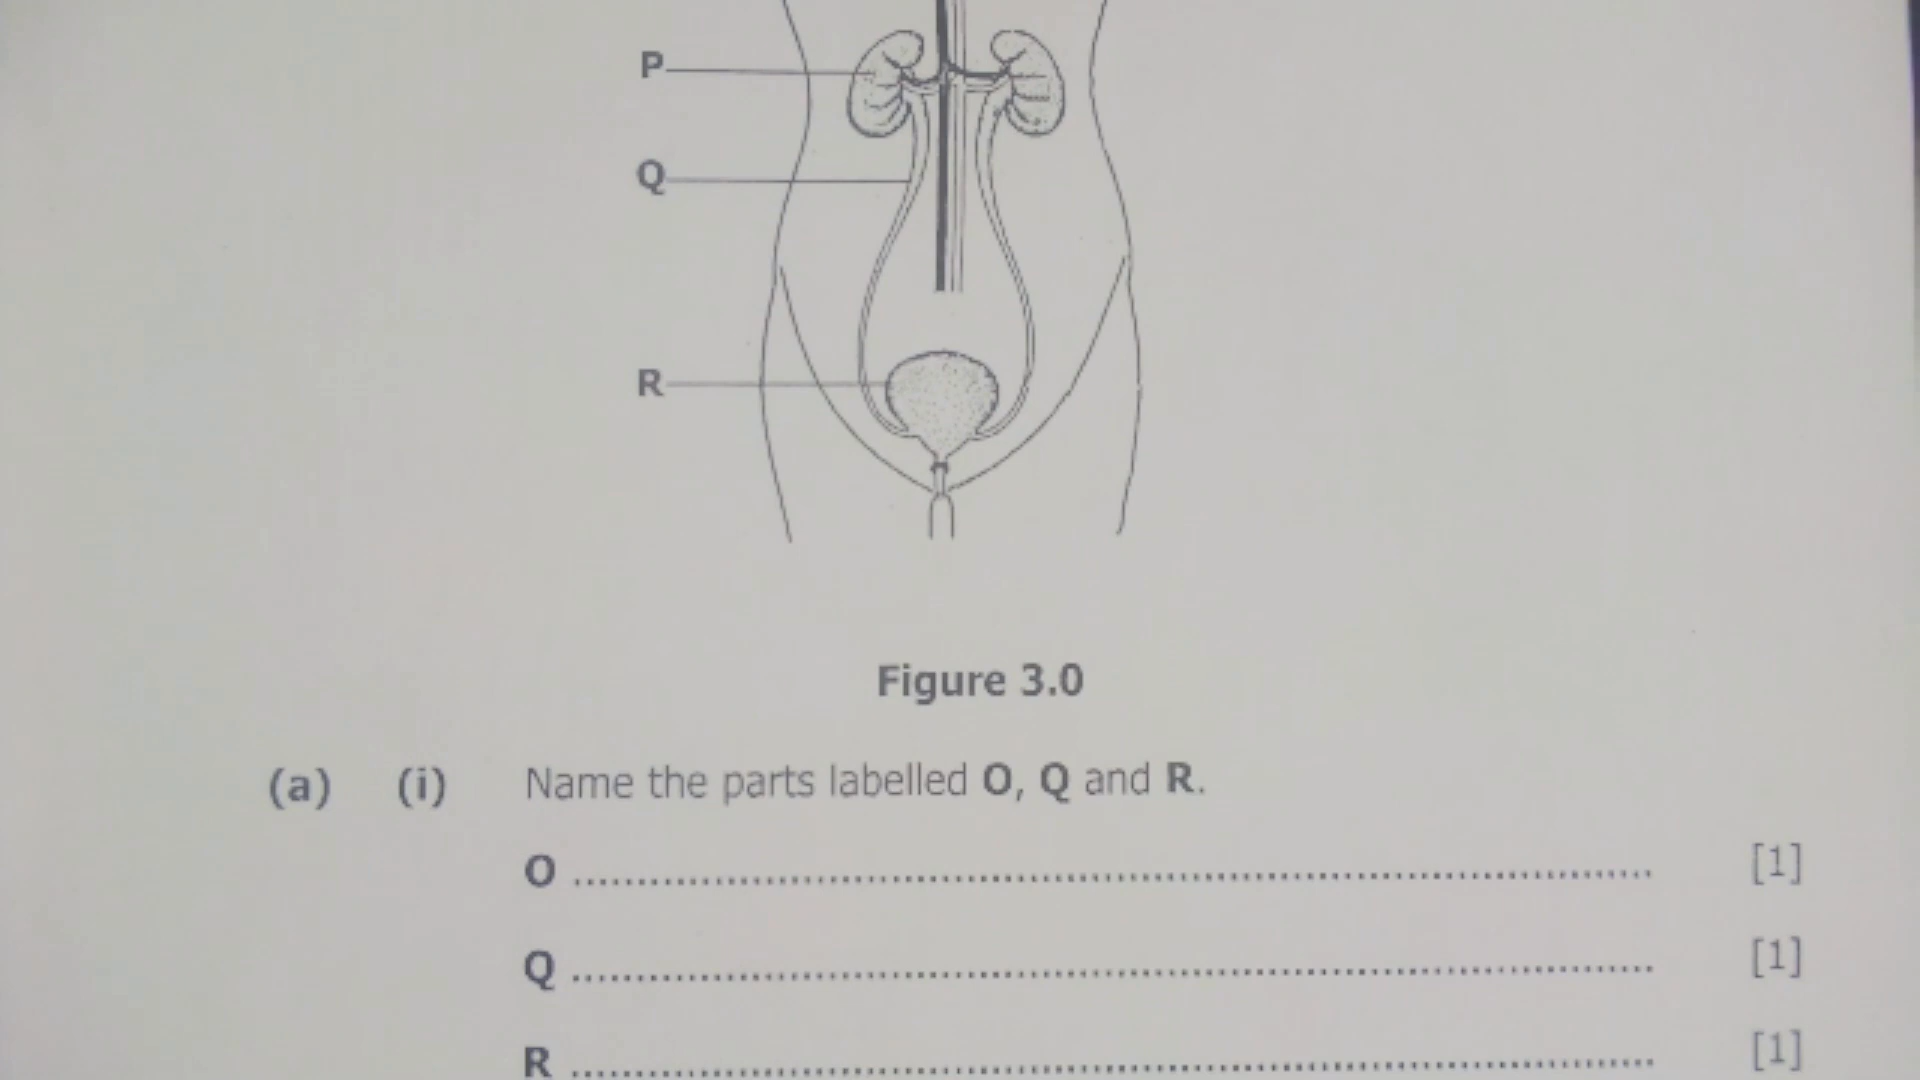 P
Q
R
Figure 3.0
(a) (i) Name the parts labelled O, Q and R.
O ........................................ [1]
Q ........................................ [1]
R ........................................ [1]